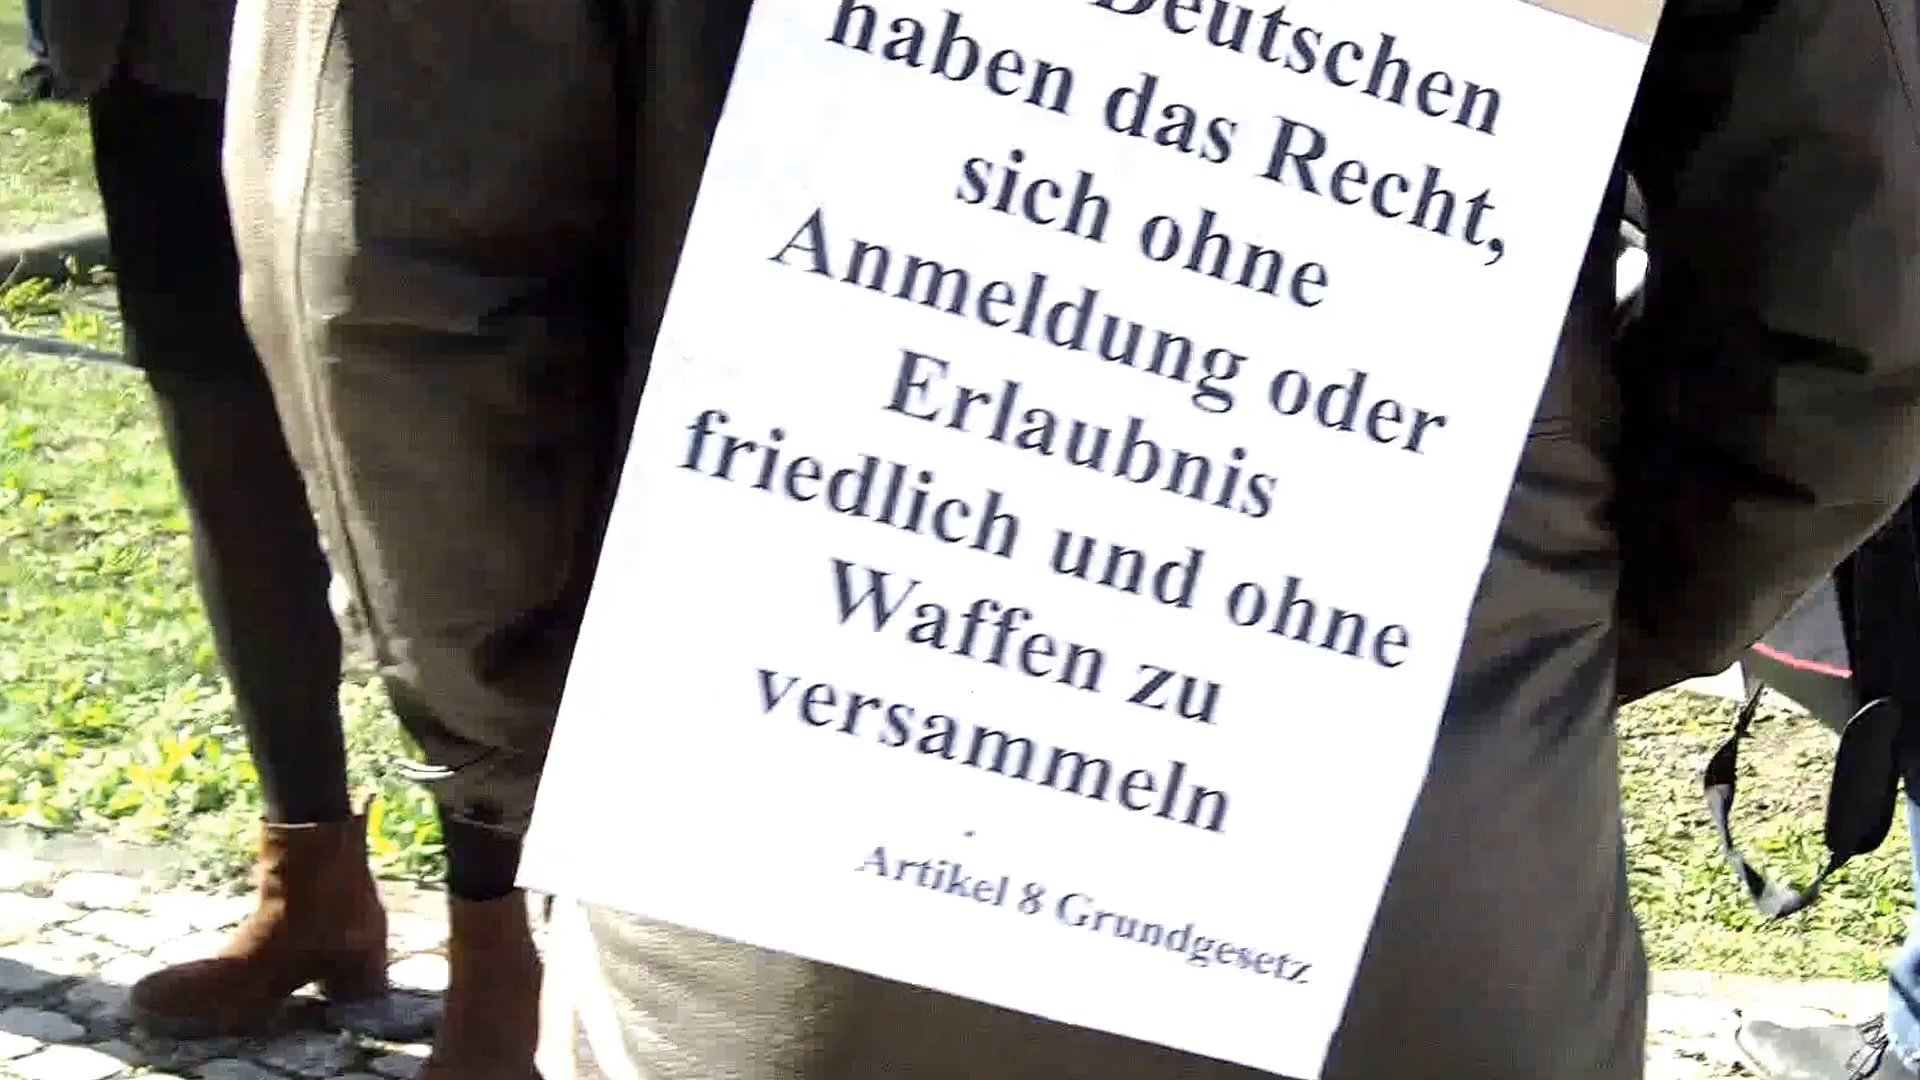 Deutschen
haben das Recht,
sich ohne
Anmeldung oder
Erlaubnis
friedlich und ohne
Waffen zu
versammeln
.
Artikel 8 Grundgesetz